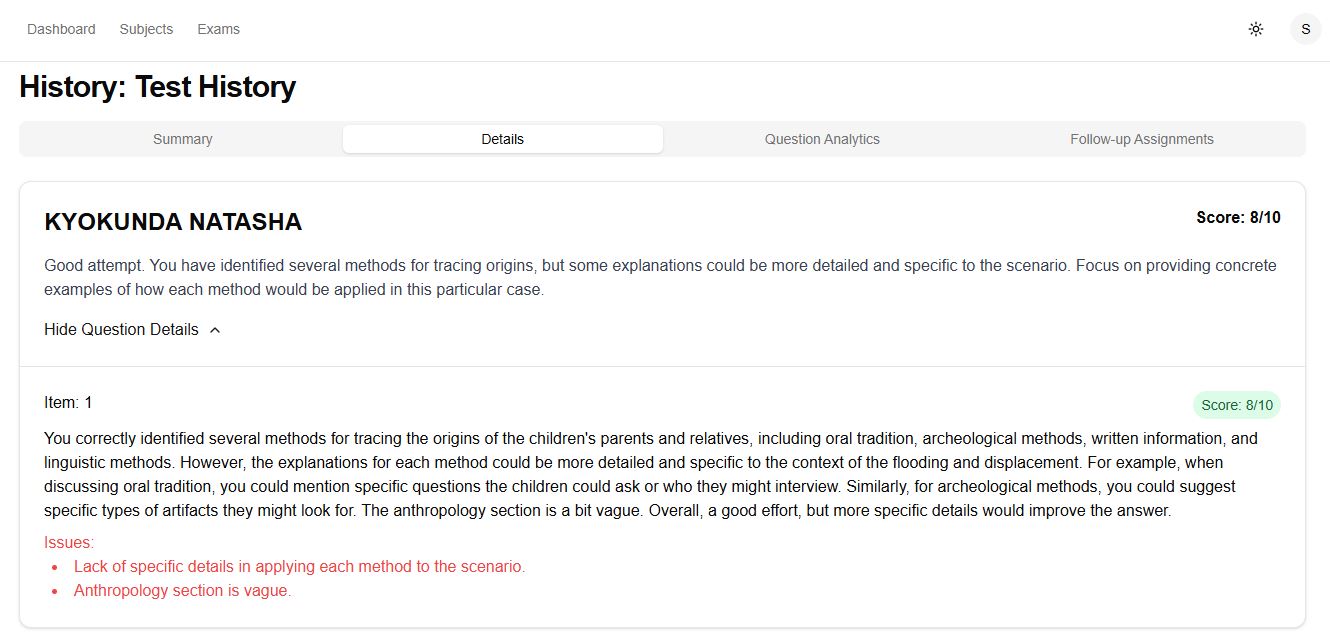 Dashboard Subjects Exams S
History: Test History
Summary Details Question Analytics Follow-up Assignments
KYOKUNDA NATASHA Score: 8/10
Good attempt. You have identified several methods for tracing origins, but some explanations could be more detailed and specific to the scenario. Focus on providing concrete
examples of how each method would be applied in this particular case.
Hide Question Details
Item: 1 Score: 8/10
You correctly identified several methods for tracing the origins of the children's parents and relatives, including oral tradition, archeological methods, written information, and
linguistic methods. However, the explanations for each method could be more detailed and specific to the context of the flooding and displacement. For example, when
discussing oral tradition, you could mention specific questions the children could ask or who they might interview. Similarly, for archeological methods, you could suggest
specific types of artifacts they might look for. The anthropology section is a bit vague. Overall, a good effort, but more specific details would improve the answer.
Issues:
• Lack of specific details in applying each method to the scenario.
• Anthropology section is vague.